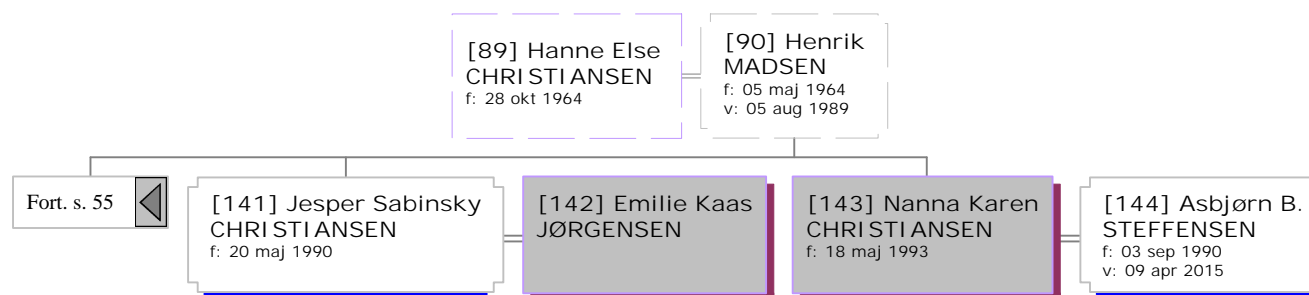 [89] Hanne Else
CHRISTIANSEN
f: 28 okt 1964
[90] Henrik
MADSEN
f: 05 maj 1964
v: 05 aug 1989
Fort. s. 55
[141] Jesper Sabinsky
CHRISTIANSEN
f: 20 maj 1990
[142] Emilie Kaas
JØRGENSEN
[143] Nanna Karen
CHRISTIANSEN
f: 18 maj 1993
[144] Asbjørn B.
STEFFENSEN
f: 03 sep 1990
v: 09 apr 2015